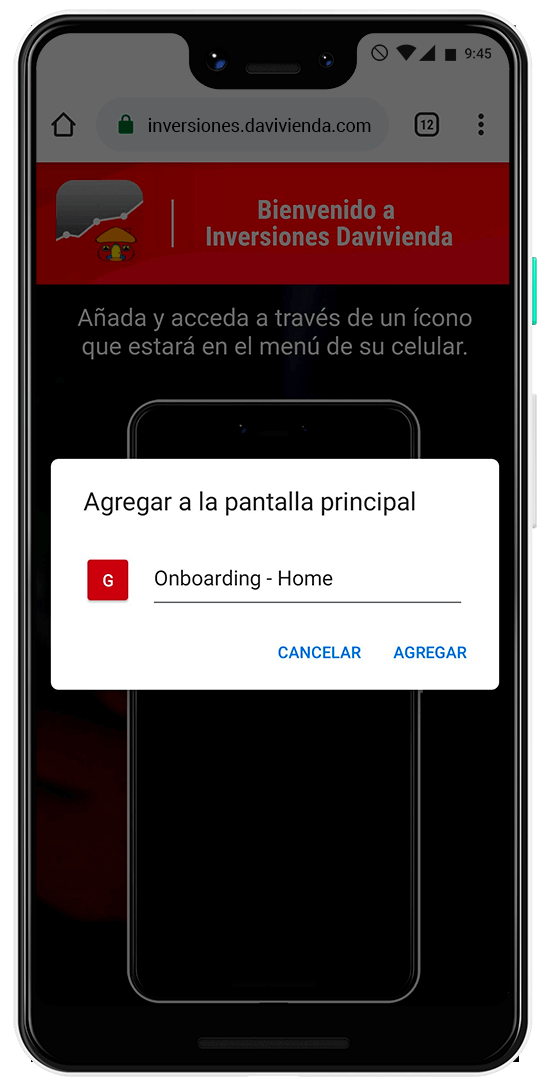 9:45
inversiones.davivienda.com
12
Bienvenido a
Inversiones Davivienda
Añada y acceda a través de un ícono
que estará en el menú de su celular.
Agregar a la pantalla principal
G
Onboarding - Home
CANCELAR AGREGAR